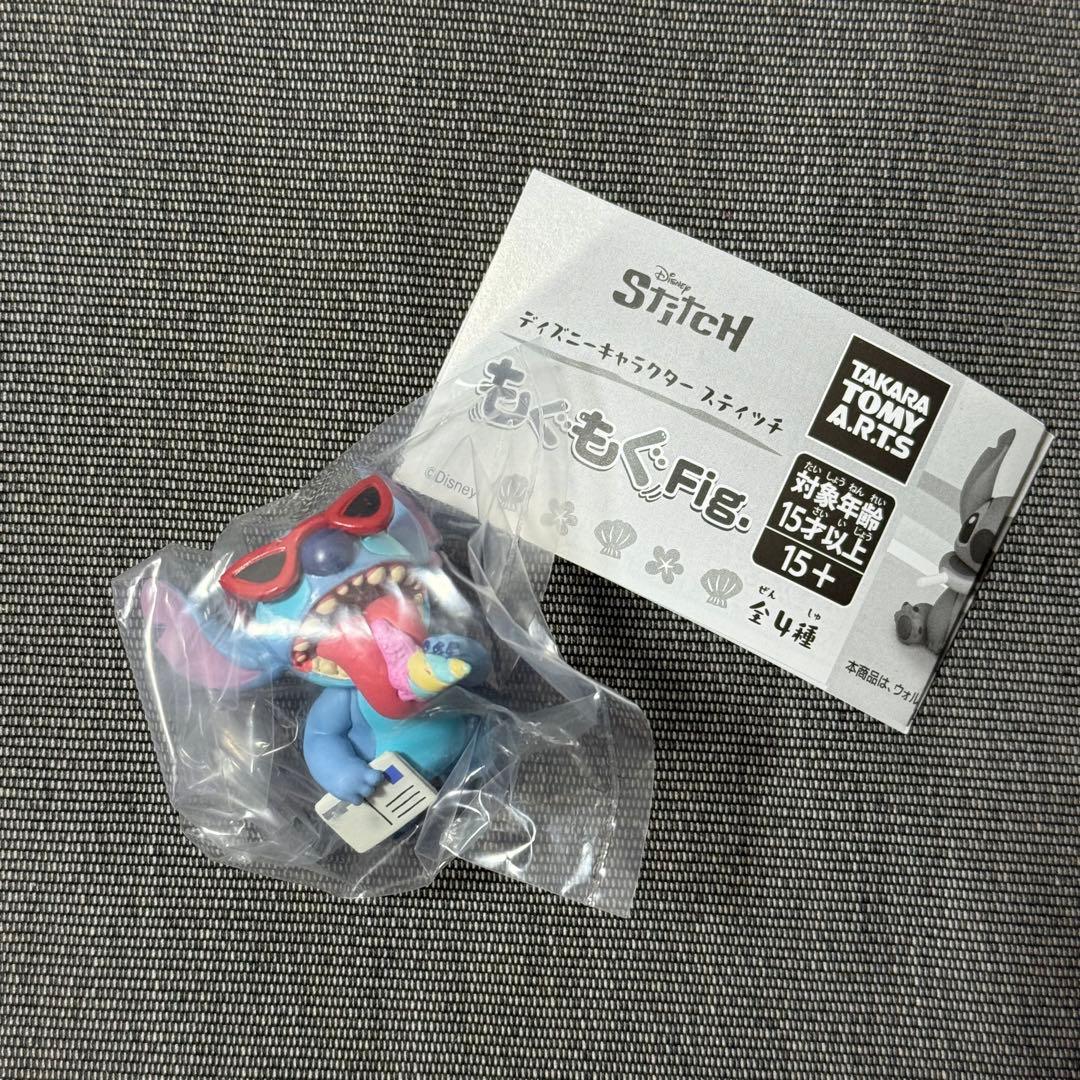 Disney
Stitch
ディズニーキャラクター スティッチ
もぐもぐFig.
©Disney
TAKARA
TOMY
A.R.T.S
たいしょうねんれい
対象年齢
さいいじょう
15才以上
15+
ぜん しゅ
全4種
本商品は、ウォル